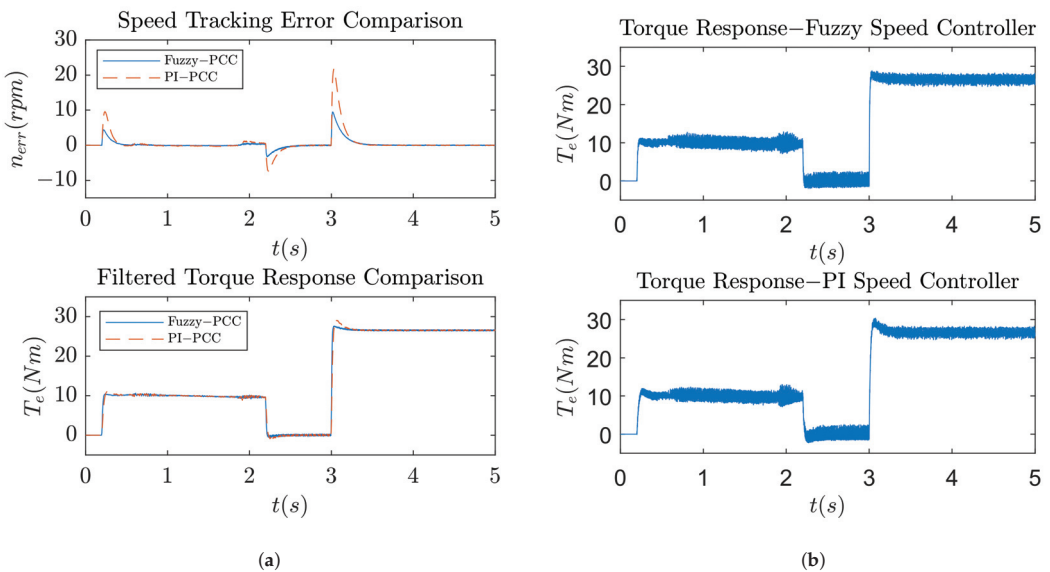 Speed Tracking Error Comparison
30
20
10
0
−10
n_err(rpm)
Fuzzy−PCC
PI−PCC
0 1 2 3 4 5
t(s)
Filtered Torque Response Comparison
30
20
10
0
T_e(Nm)
Fuzzy−PCC
PI−PCC
0 1 2 3 4 5
t(s)
(a)
Torque Response−Fuzzy Speed Controller
30
20
10
0
T_e(Nm)
0 1 2 3 4 5
t(s)
Torque Response−PI Speed Controller
30
20
10
0
T_e(Nm)
0 1 2 3 4 5
t(s)
(b)